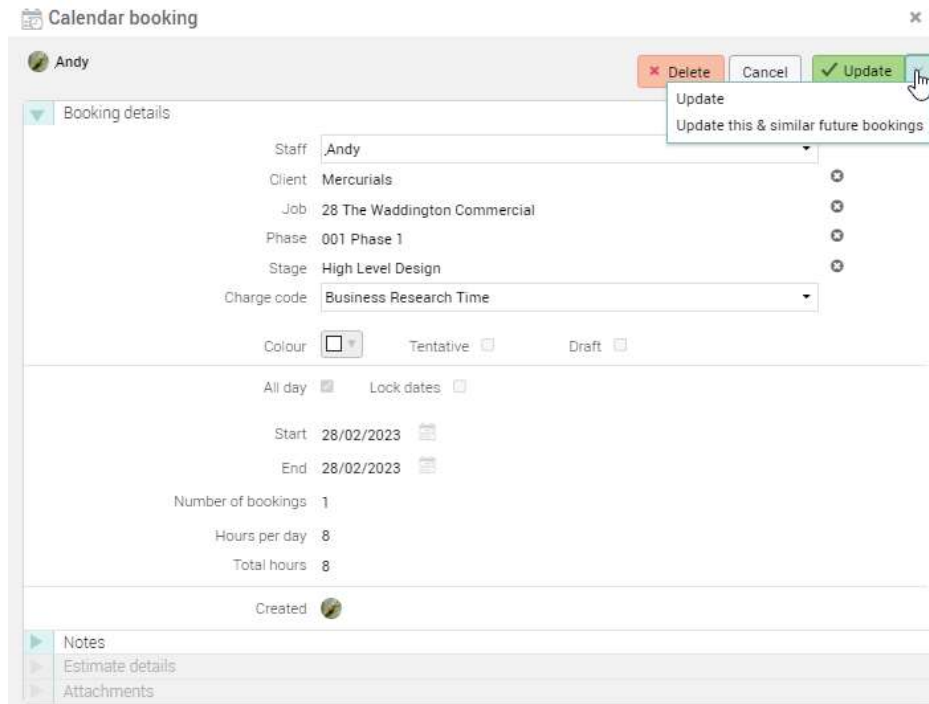 Calendar booking
Andy
Delete Cancel Update
Update
Update this & similar future bookings
Booking details
Staff ,Andy
Client Mercurials
Job 28 The Waddington Commercial
Phase 001 Phase 1
Stage High Level Design
Charge code Business Research Time
Colour Tentative Draft
All day Lock dates
Start 28/02/2023
End 28/02/2023
Number of bookings 1
Hours per day 8
Total hours 8
Created
Notes
Estimate details
Attachments